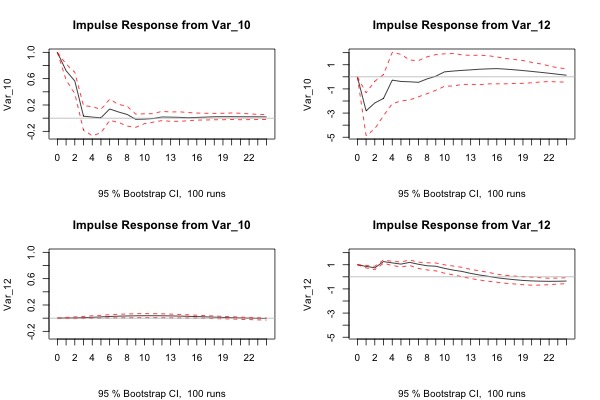 Impulse Response from Var_10
Impulse Response from Var_12
Var_10
1.0
0.6
0.2
-0.2
0 2 4 6 8 10 13 16 19 22
95 % Bootstrap CI, 100 runs
Var_10
1
-1
-3
-5
0 2 4 6 8 10 13 16 19 22
95 % Bootstrap CI, 100 runs
Impulse Response from Var_10
Impulse Response from Var_12
Var_12
1.0
0.6
0.2
-0.2
0 2 4 6 8 10 13 16 19 22
95 % Bootstrap CI, 100 runs
Var_12
1
-1
-3
-5
0 2 4 6 8 10 13 16 19 22
95 % Bootstrap CI, 100 runs